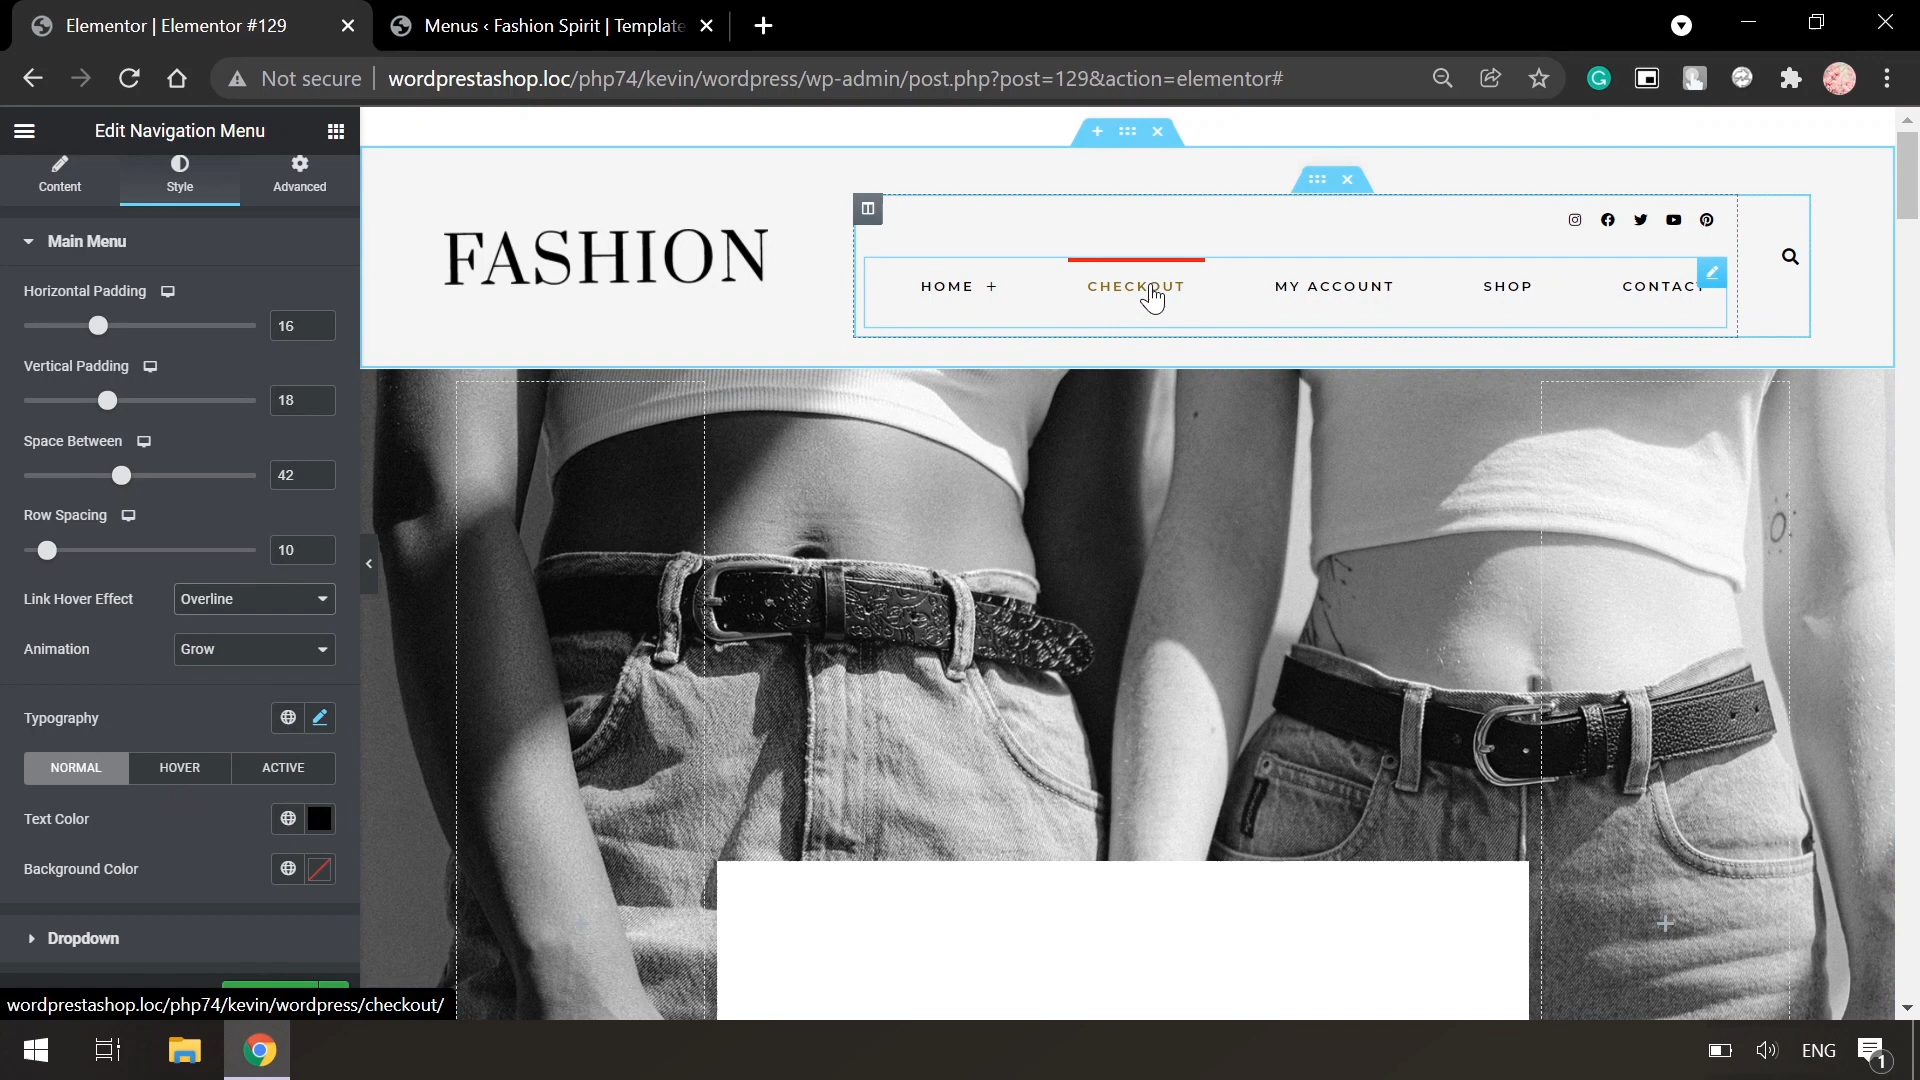 Elementor | Elementor #129
Menus ‹ Fashion Spirit | Template
Not secure
wordprestashop.loc/php74/kevin/wordpress/wp-admin/post.php?post=129&action=elementor#
Edit Navigation Menu
Content
Style
Advanced
Main Menu
Horizontal Padding
16
Vertical Padding
18
Space Between
42
Row Spacing
10
Link Hover Effect
Overline
Animation
Grow
Typography
NORMAL
HOVER
ACTIVE
Text Color
Background Color
Dropdown
FASHION
HOME +
CHECKOUT
MY ACCOUNT
SHOP
CONTACT
wordprestashop.loc/php74/kevin/wordpress/checkout/
ENG
1